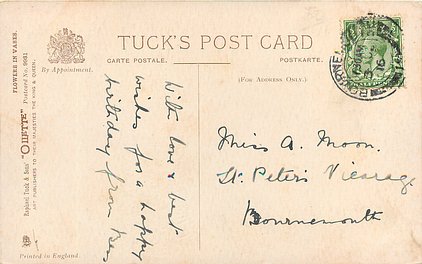 TUCK'S POST CARD
CARTE POSTALE.
POSTKARTE.
(FOR ADDRESS ONLY.)
By Appointment.
FLOWERS IN VASES.
Postcard No. 9981
Raphael Tuck & Sons' "OILETTE"
ART PUBLISHERS TO THEIR MAJESTIES THE KING & QUEEN.
Printed in England.
With love & best
wishes for a happy
birthday from
Miss A. Moon.
St. Peter's Vicarage
Bournemouth